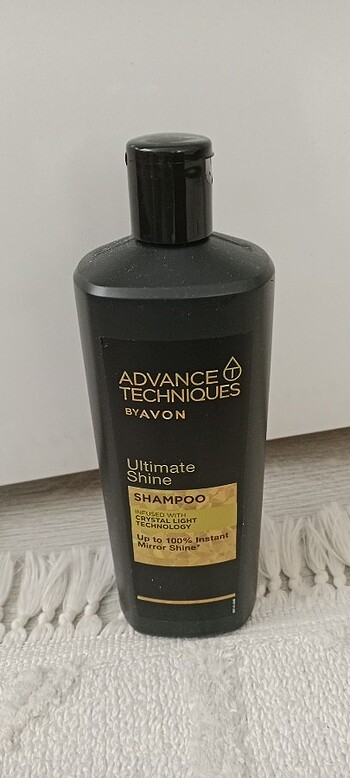 ADVANCE T
TECHNIQUES
BY AVON
Ultimate
Shine
SHAMPOO
INFUSED WITH
CRYSTAL LIGHT
TECHNOLOGY
Up to 100% Instant
Mirror Shine*